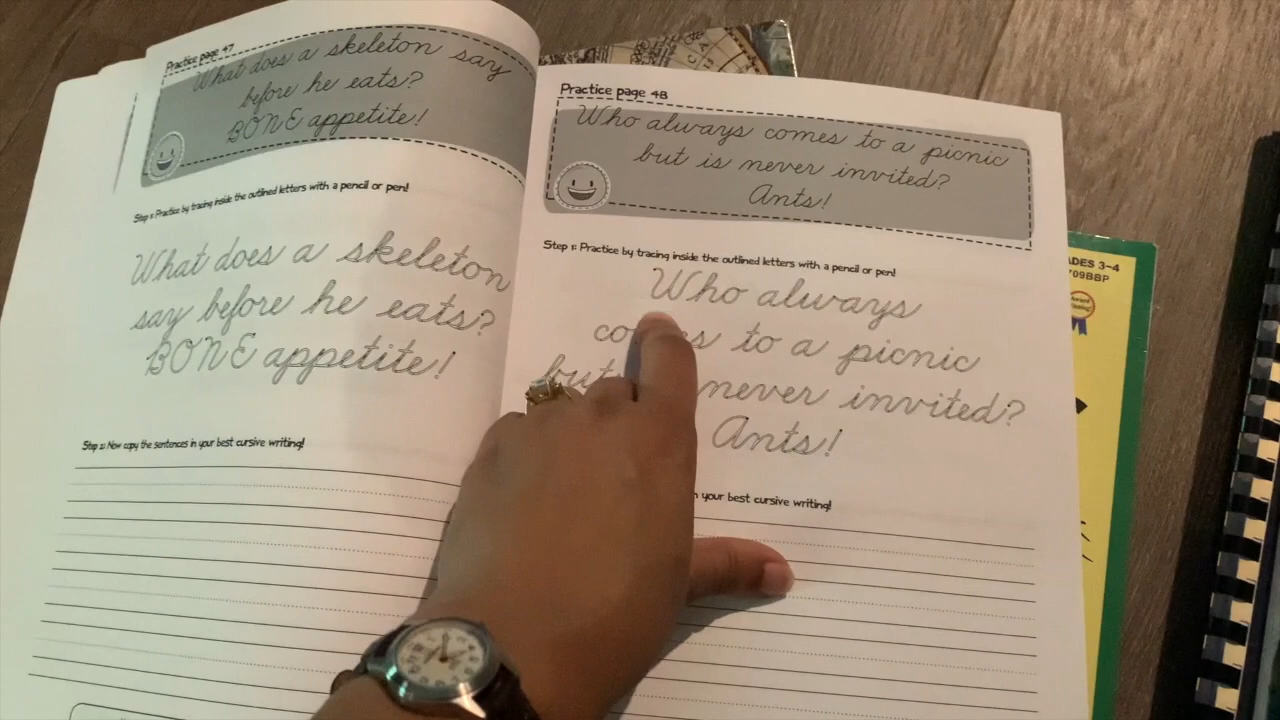 Practice page 47
What does a skeleton say
before he eats?
BONE appetite!
Step 1: Practice by tracing inside the outlined letters with a pencil or pen!
What does a skeleton
say before he eats?
BONE appetite!
Step 2: Now copy the sentences in your best cursive writing!
Practice page 48
Who always comes to a picnic
but is never invited?
Ants!
Step 1: Practice by tracing inside the outlined letters with a pencil or pen!
Who always
to a picnic
but never invited?
Ants!
your best cursive writing!
ADES 3-4
709BBP